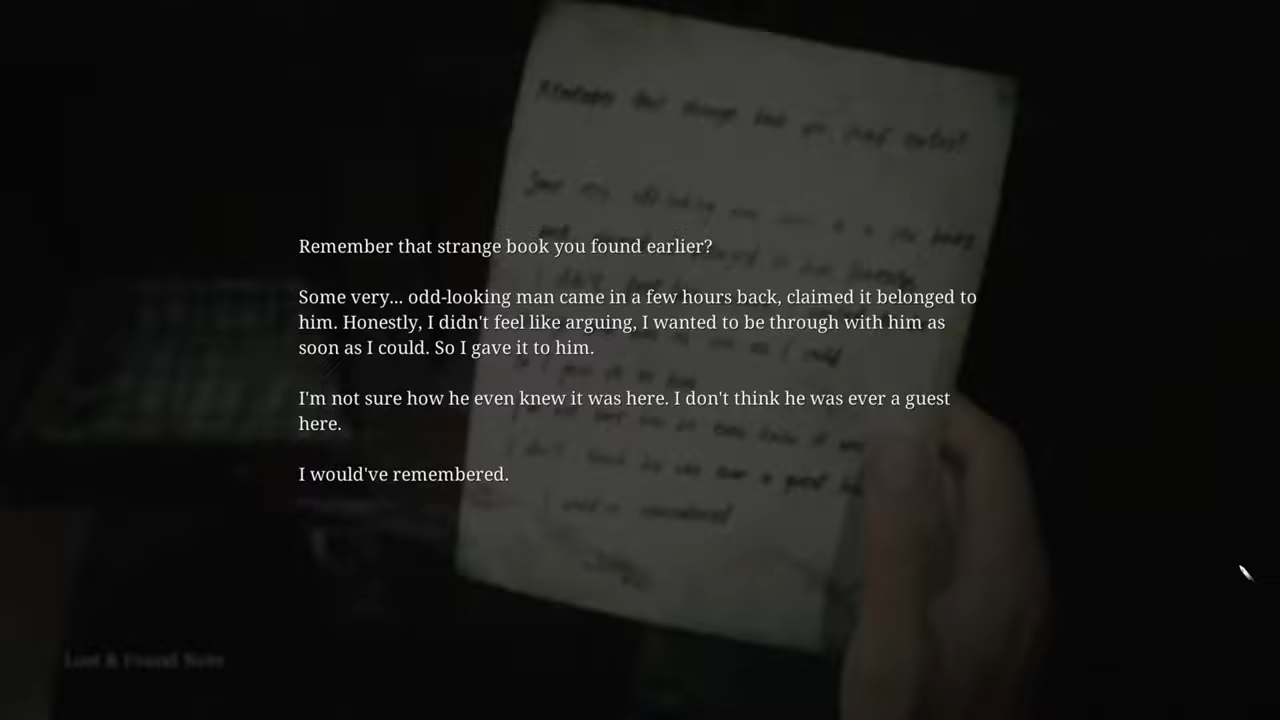 Remember that strange book you found earlier?
Some very... odd-looking man came in a few hours back, claimed it belonged to
him. Honestly, I didn't feel like arguing, I wanted to be through with him as
soon as I could. So I gave it to him.
I'm not sure how he even knew it was here. I don't think he was ever a guest
here.
I would've remembered.
Lost & Found Note